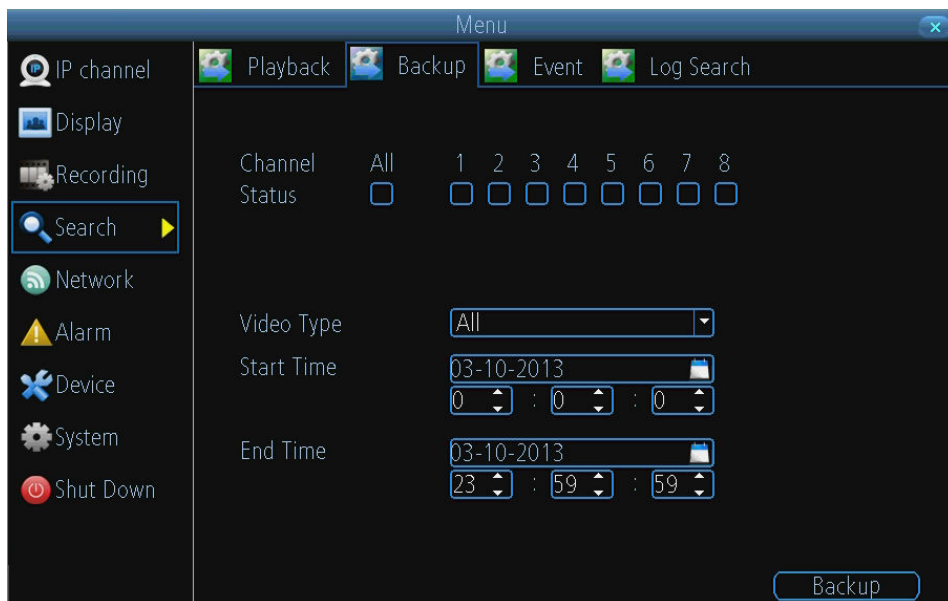 Menu
IP channel
Display
Recording
Search
Network
Alarm
Device
System
Shut Down
Playback Backup Event Log Search
Channel All 1 2 3 4 5 6 7 8
Status
Video Type All
Start Time 03-10-2013
0 : 0 : 0
End Time 03-10-2013
23 : 59 : 59
Backup